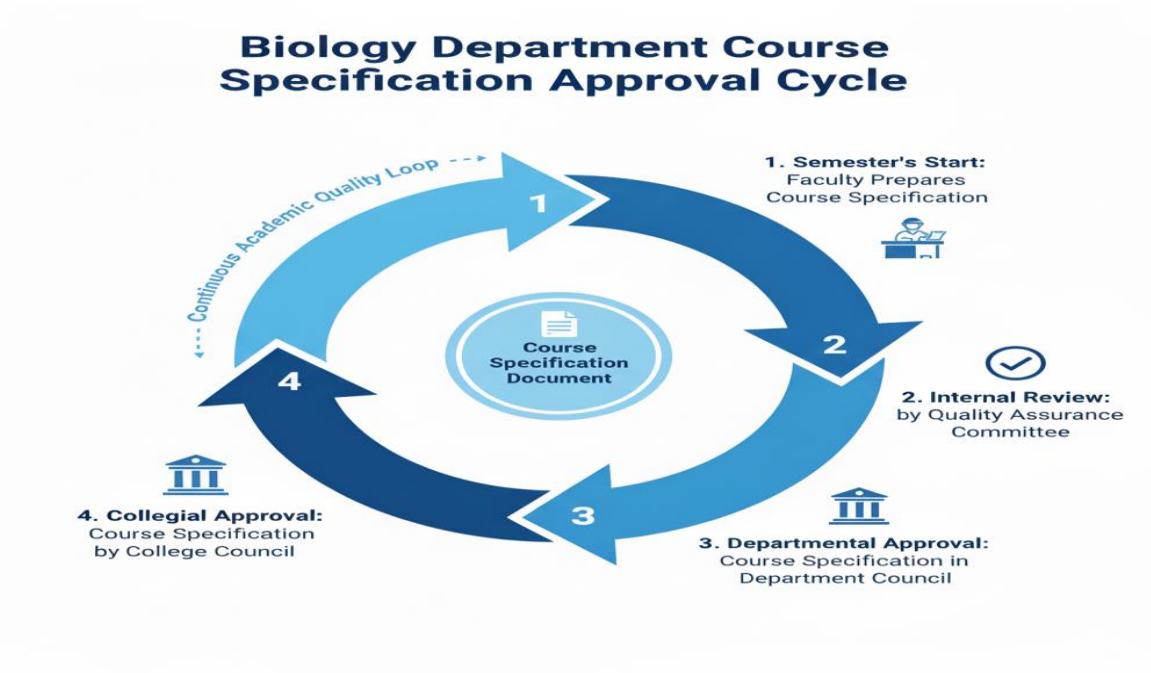 Biology Department Course
Specification Approval Cycle
Continuous Academic Quality Loop
1
1. Semester's Start:
Faculty Prepares
Course Specification
2
Course
Specification
Document
4
2. Internal Review:
by Quality Assurance
Committee
3
4. Collegial Approval:
Course Specification
by College Council
3. Departmental Approval:
Course Specification in
Department Council